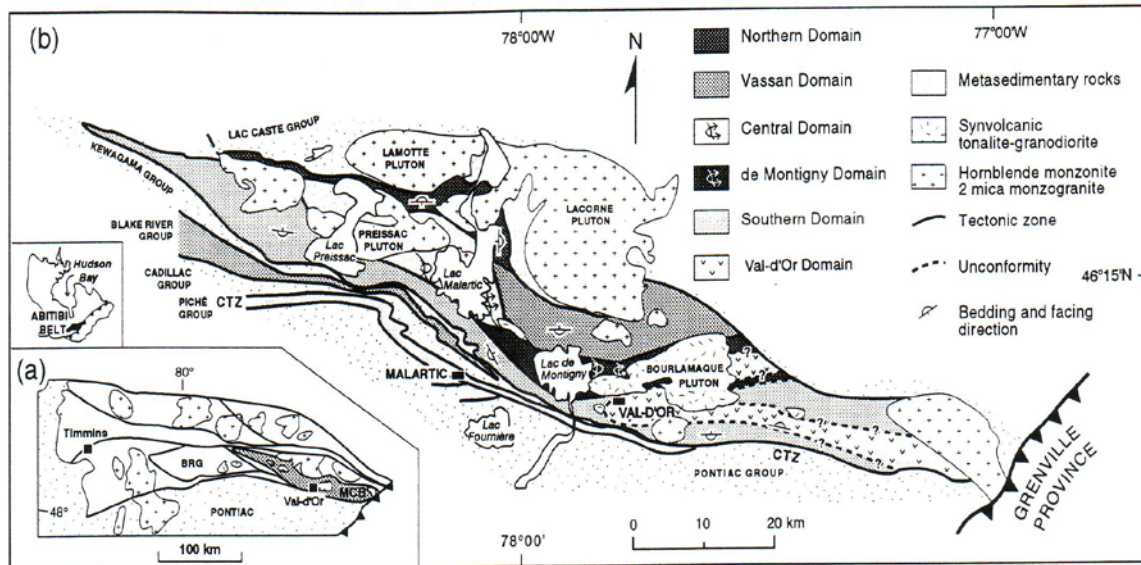 (b)
78°00'W
77°00'W
N
Northern Domain
Vassan Domain
Central Domain
de Montigny Domain
Southern Domain
Val-d'Or Domain
Metasedimentary rocks
Synvolcanic
tonalite-granodiorite
Hornblende monzonite
2 mica monzogranite
Tectonic zone
Unconformity
Bedding and facing
direction
46°15'N
LAC CASTE GROUP
KEWAGAMA GROUP
LAMOTTE
PLUTON
LACORNE
PLUTON
BLAKE RIVER
GROUP
PREISSAC
PLUTON
Lac
Preissac
Lac
Malartic
CADILLAC
GROUP
PICHÉ
GROUP
CTZ
Hudson
Bay
ABITIBI
BELT
MALARTIC
Lac de
Montigny
BOURLAMAQUE
PLUTON
?
?
VAL-D'OR
?
?
?
Lac
Fournière
CTZ
PONTIAC GROUP
GRENVILLE
PROVINCE
0 10 20 km
78°00'
(a)
80°
Timmins
BRG
MCB
Val-d'Or
48°
PONTIAC
100 km